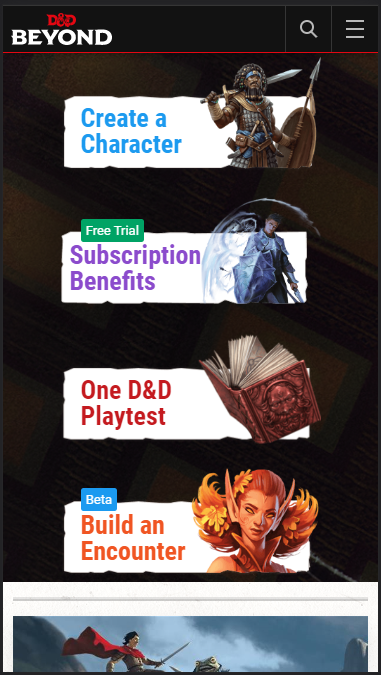 D&D
BEYOND
Create a
Character
Free Trial
Subscription
Benefits
One D&D
Playtest
Beta
Build an
Encounter